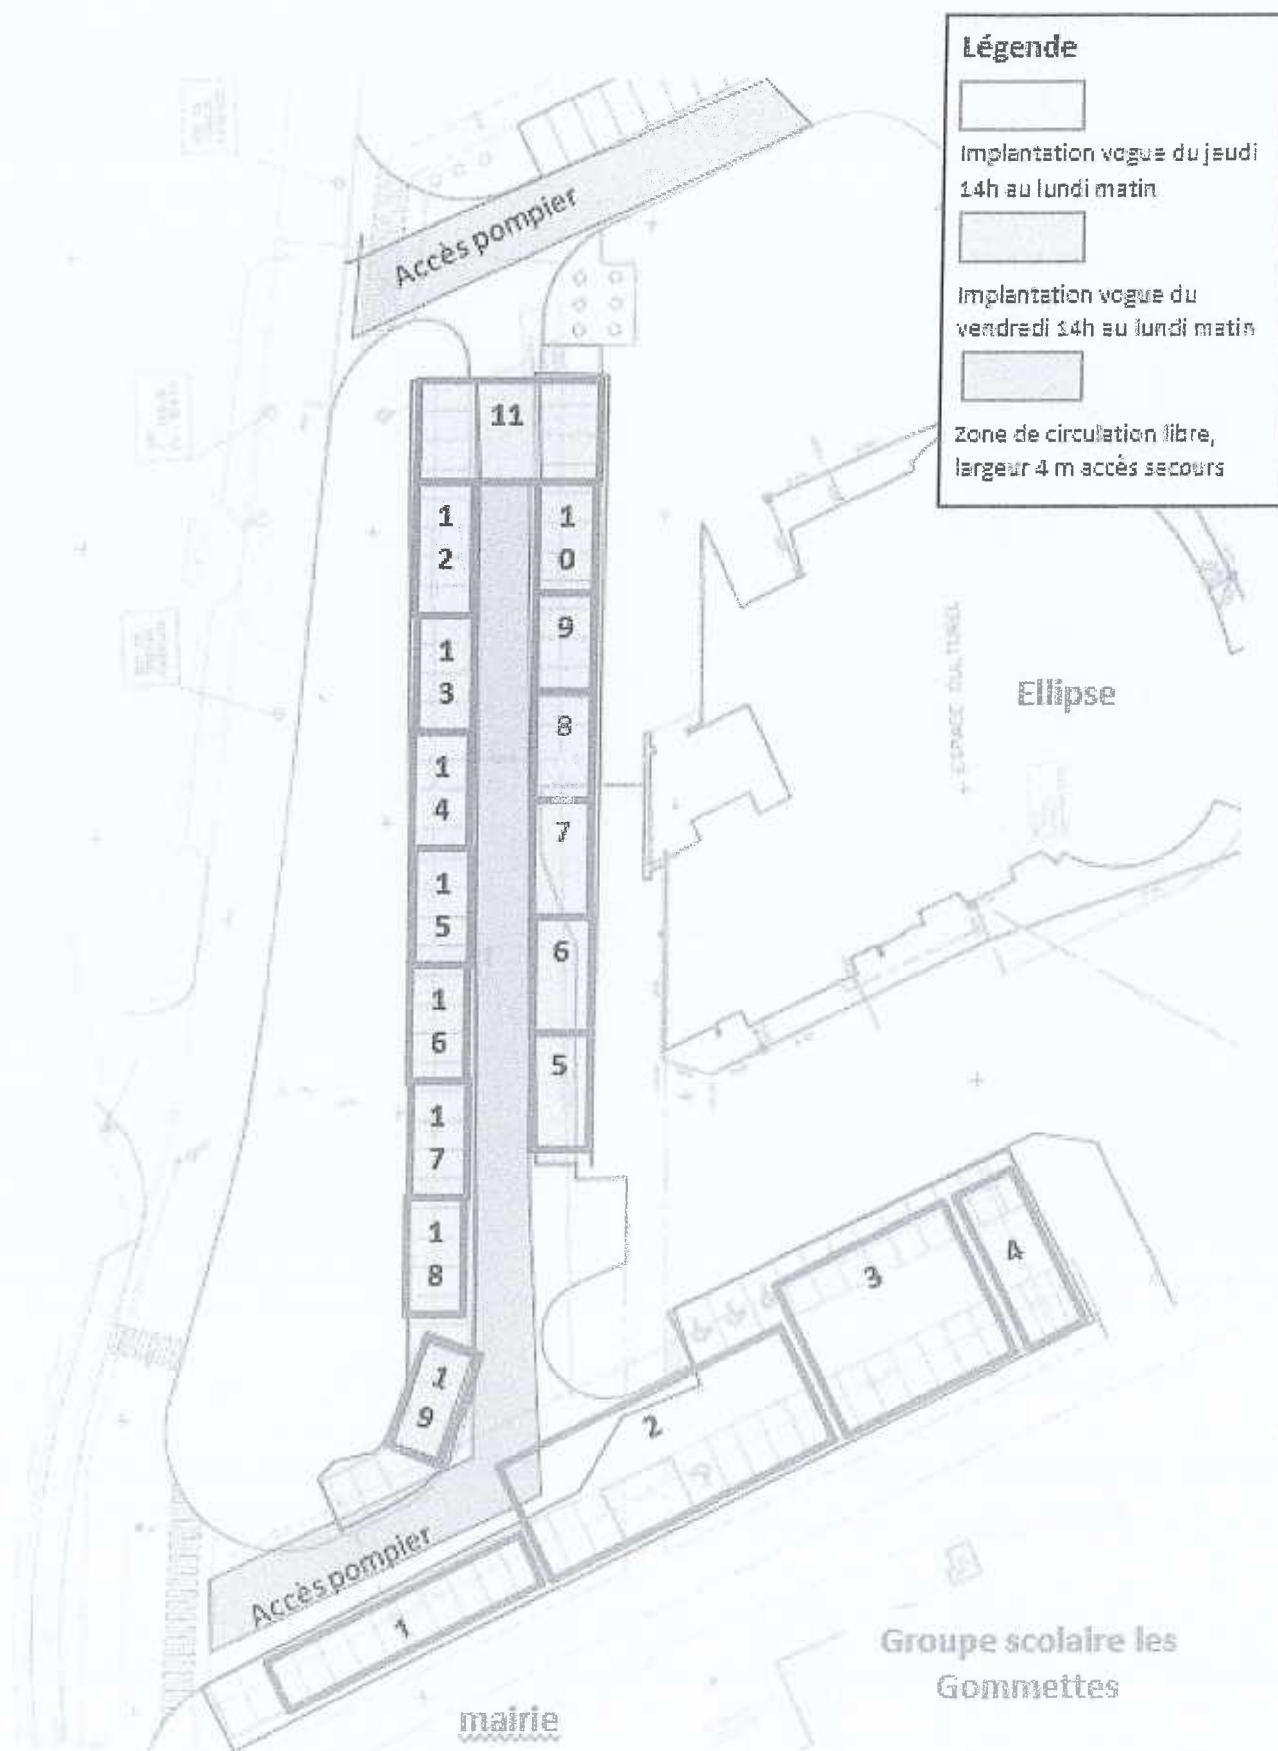 Légende
Implantation vogue du jeudi
14h au lundi matin
Implantation vogue du
vendredi 14h au lundi matin
Zone de circulation libre,
largeur 4 m accès secours
Accès pompier
11
1
2
1
0
9
1
3
8
1
4
7
1
5
6
1
6
5
1
7
1
8
1
9
4
3
2
1
Ellipse
ESPACE CULTUREL
Accès pompier
Groupe scolaire les
Gommettes
mairie